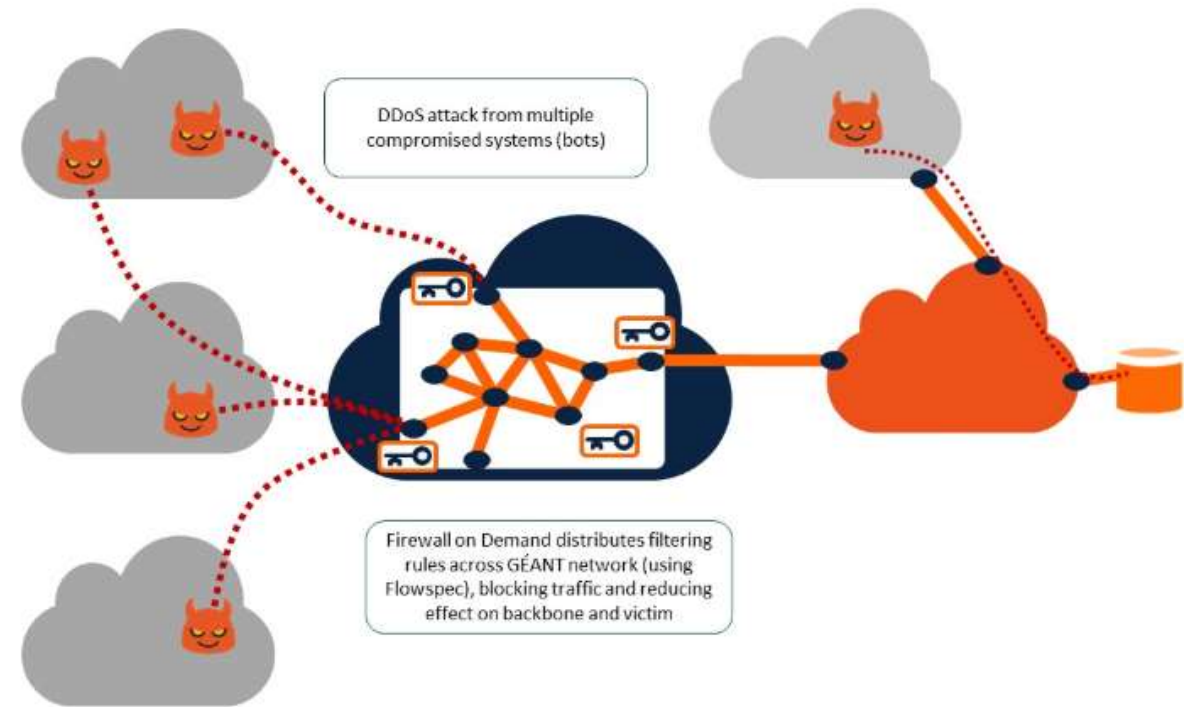 DDoS attack from multiple
compromised systems (bots)
Firewall on Demand distributes filtering
rules across GÉANT network (using
Flowspec), blocking traffic and reducing
effect on backbone and victim